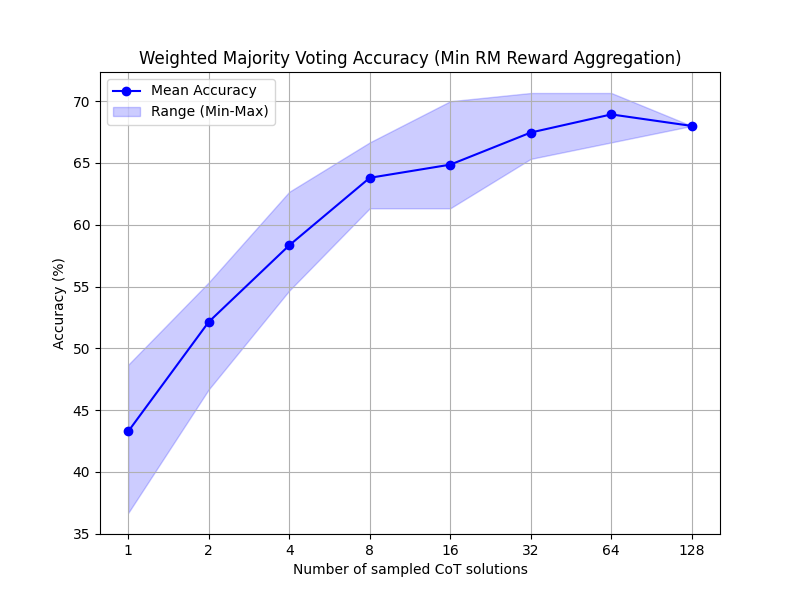 Weighted Majority Voting Accuracy (Min RM Reward Aggregation)
Mean Accuracy
Range (Min-Max)
70
65
60
55
50
45
40
35
Accuracy (%)
1 2 4 8 16 32 64 128
Number of sampled CoT solutions